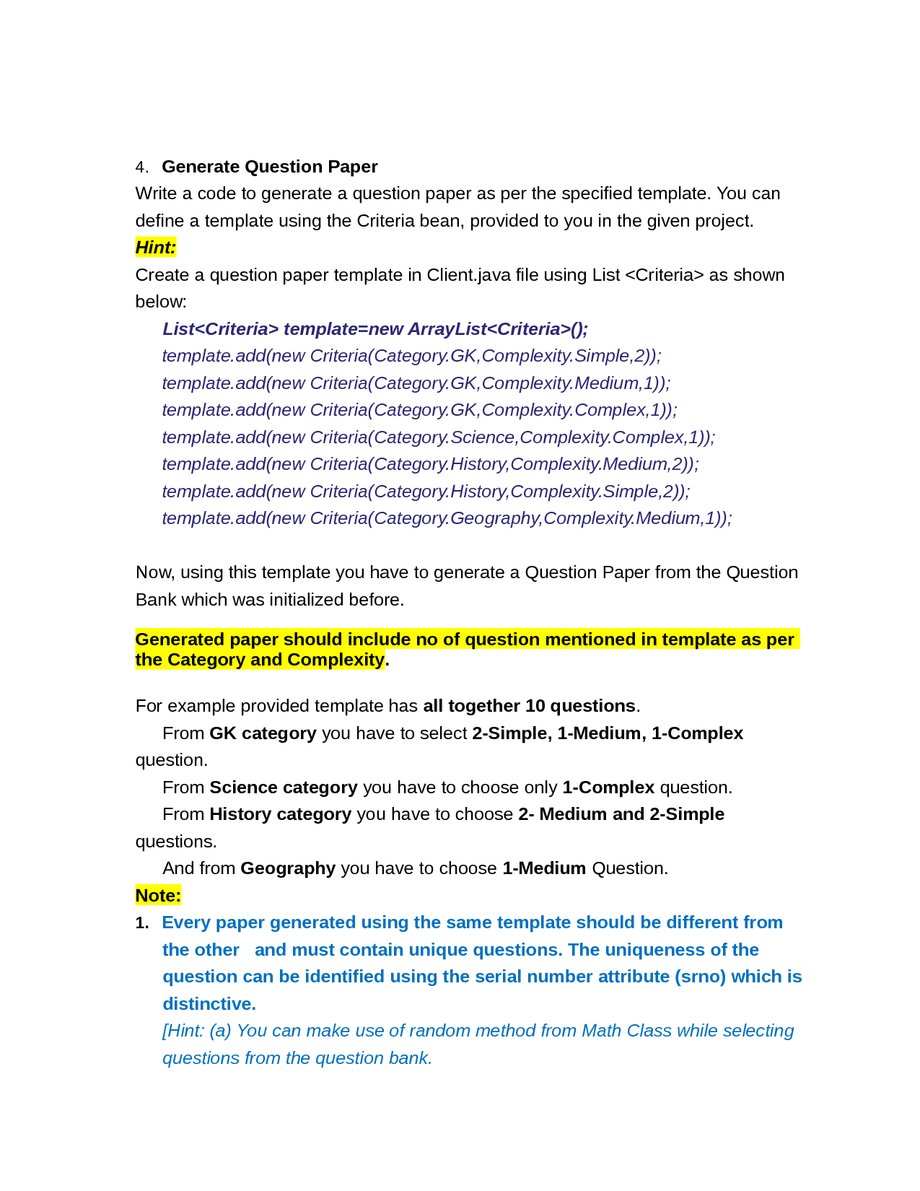 4. Generate Question Paper
Write a code to generate a question paper as per the specified template. You can
define a template using the Criteria bean, provided to you in the given project.
Hint:
Create a question paper template in Client.java file using List <Criteria> as shown
below:
List<Criteria> template=new ArrayList<Criteria>();
template.add(new Criteria(Category.GK,Complexity.Simple,2));
template.add(new Criteria(Category.GK,Complexity.Medium,1));
template.add(new Criteria(Category.GK,Complexity.Complex,1));
template.add(new Criteria(Category.Science,Complexity.Complex,1));
template.add(new Criteria(Category.History,Complexity.Medium,2));
template.add(new Criteria(Category.History,Complexity.Simple,2));
template.add(new Criteria(Category.Geography,Complexity.Medium,1));
Now, using this template you have to generate a Question Paper from the Question
Bank which was initialized before.
Generated paper should include no of question mentioned in template as per
the Category and Complexity.
For example provided template has all together 10 questions.
From GK category you have to select 2-Simple, 1-Medium, 1-Complex
question.
From Science category you have to choose only 1-Complex question.
From History category you have to choose 2- Medium and 2-Simple
questions.
And from Geography you have to choose 1-Medium Question.
Note:
1. Every paper generated using the same template should be different from
the other and must contain unique questions. The uniqueness of the
question can be identified using the serial number attribute (srno) which is
distinctive.
[Hint: (a) You can make use of random method from Math Class while selecting
questions from the question bank.